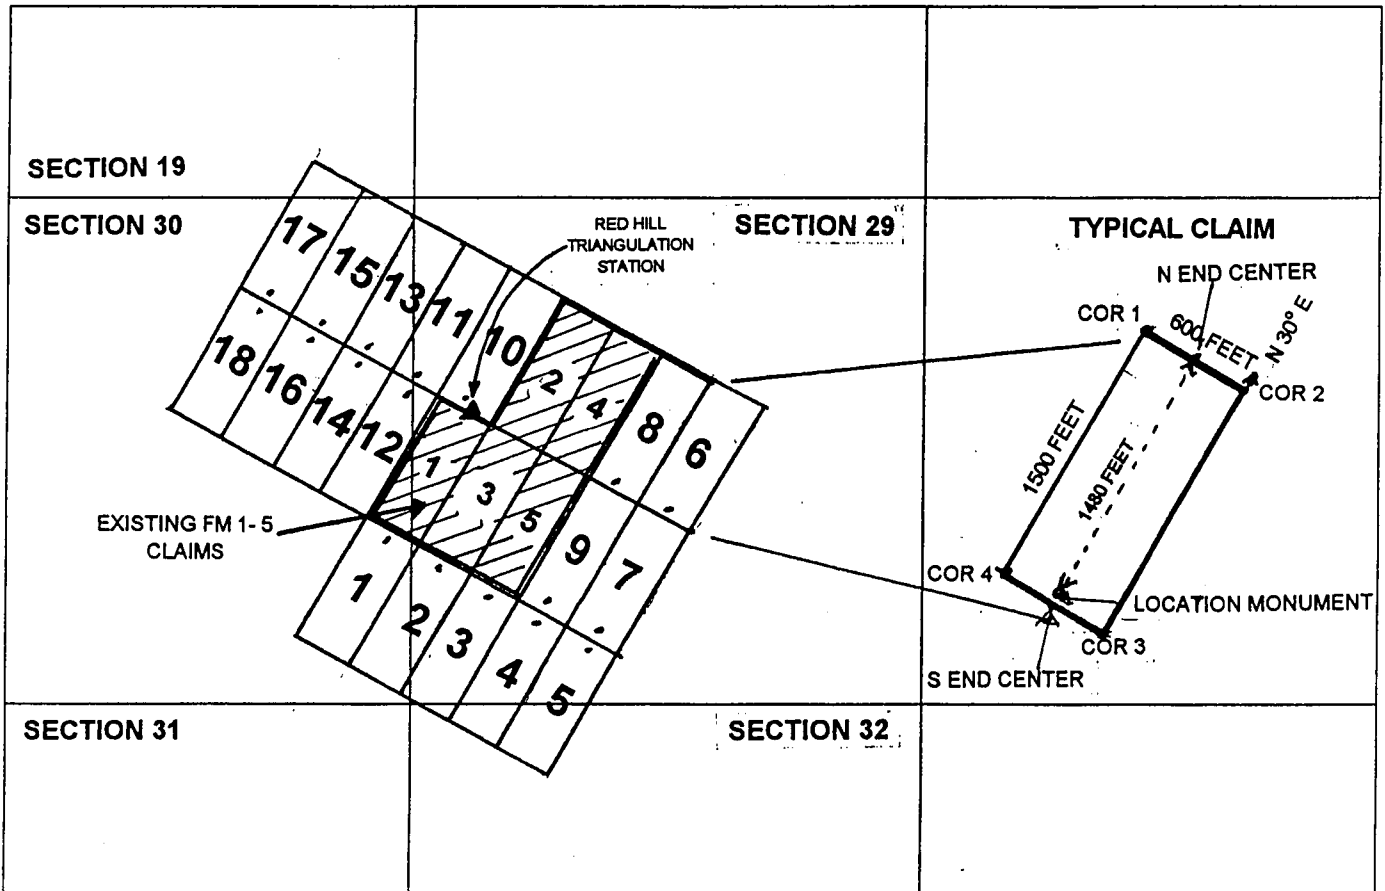 SECTION 19
SECTION 30
RED HILL
TRIANGULATION
STATION
SECTION 29
TYPICAL CLAIM
N END CENTER
COR 1
600 FEET
N 30° E
COR 2
17
15
13
11
10
2
4
8
6
18
16
14
12
1
3
5
9
7
1500 FEET
1480 FEET
EXISTING FM 1-5
CLAIMS
COR 4
LOCATION MONUMENT
COR 3
S END CENTER
1
2
3
4
5
SECTION 31
SECTION 32